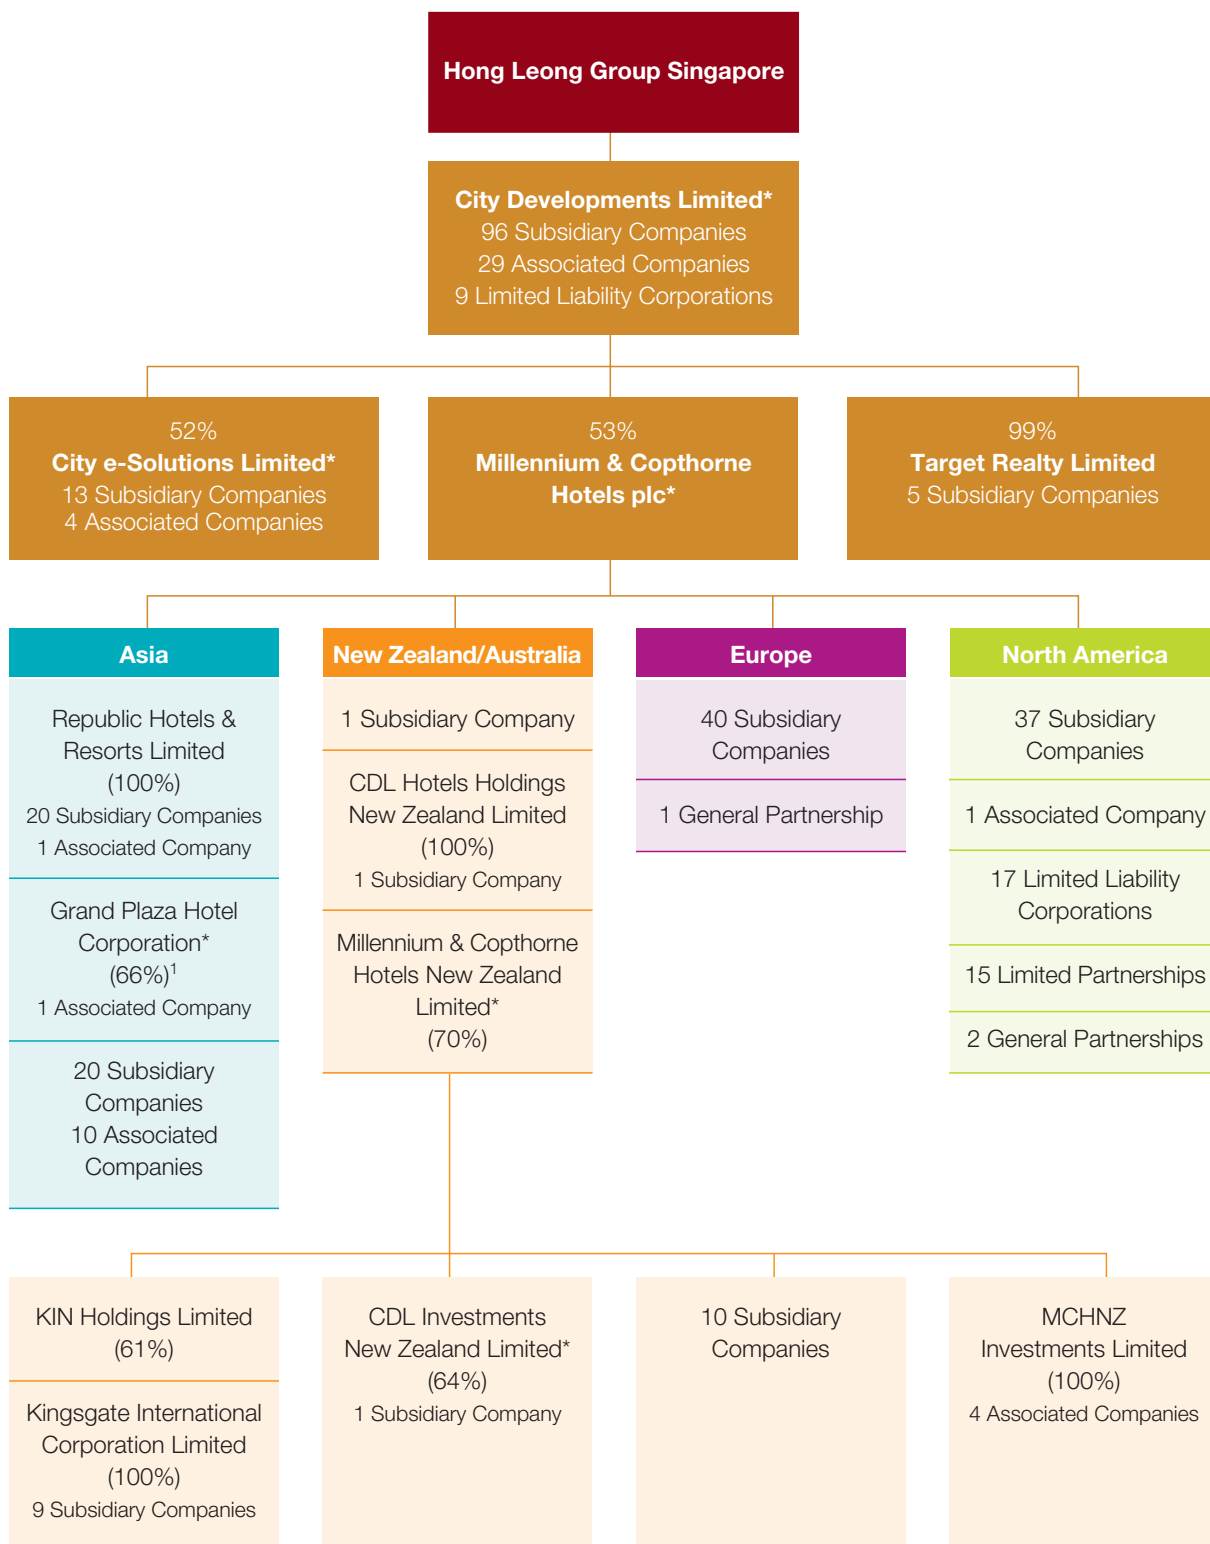 Hong Leong Group Singapore
City Developments Limited*
96 Subsidiary Companies
29 Associated Companies
9 Limited Liability Corporations
52%
City e-Solutions Limited*
13 Subsidiary Companies
4 Associated Companies
53%
Millennium & Copthorne
Hotels plc*
99%
Target Realty Limited
5 Subsidiary Companies
Asia
Republic Hotels &
Resorts Limited
(100%)
20 Subsidiary Companies
1 Associated Company
Grand Plaza Hotel
Corporation*
(66%)1
1 Associated Company
20 Subsidiary
Companies
10 Associated
Companies
New Zealand/Australia
1 Subsidiary Company
CDL Hotels Holdings
New Zealand Limited
(100%)
1 Subsidiary Company
Millennium & Copthorne
Hotels New Zealand
Limited*
(70%)
Europe
40 Subsidiary
Companies
1 General Partnership
North America
37 Subsidiary
Companies
1 Associated Company
17 Limited Liability
Corporations
15 Limited Partnerships
2 General Partnerships
KIN Holdings Limited
(61%)
Kingsgate International
Corporation Limited
(100%)
9 Subsidiary Companies
CDL Investments
New Zealand Limited*
(64%)
1 Subsidiary Company
10 Subsidiary
Companies
MCHNZ
Investments Limited
(100%)
4 Associated Companies